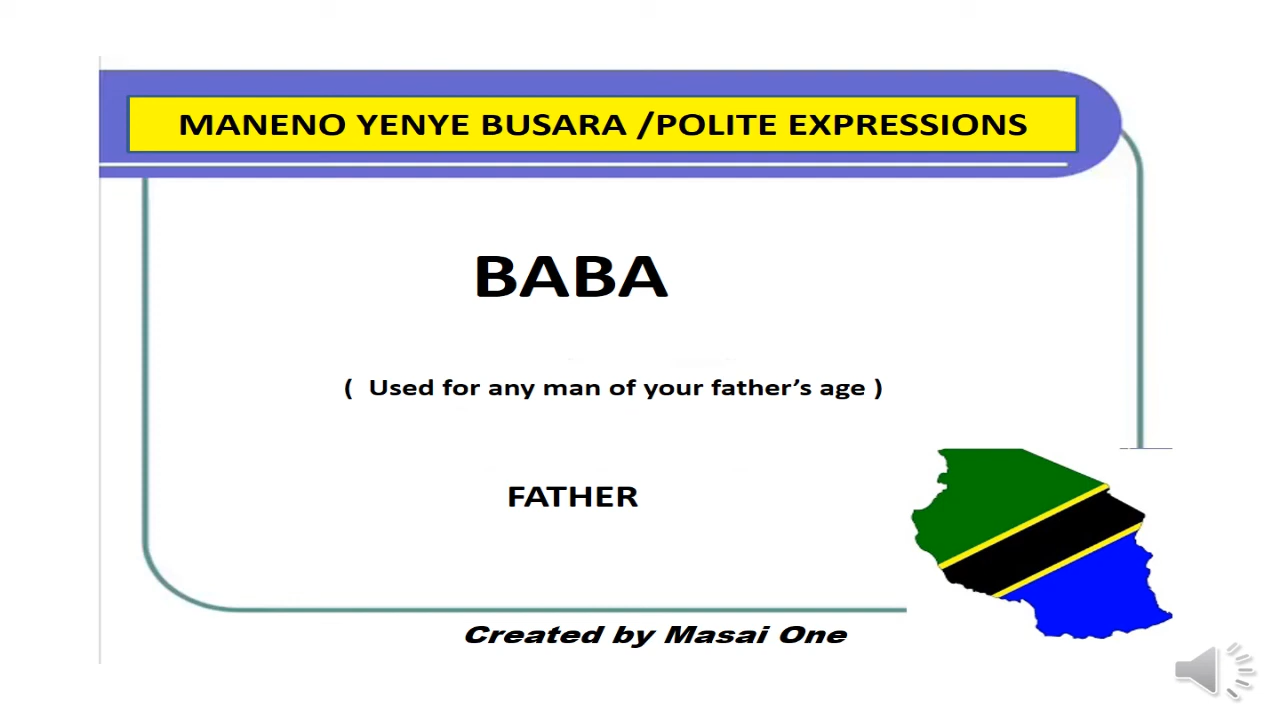 MANENO YENYE BUSARA /POLITE EXPRESSIONS
BABA
( Used for any man of your father’s age )
FATHER
Created by Masai One